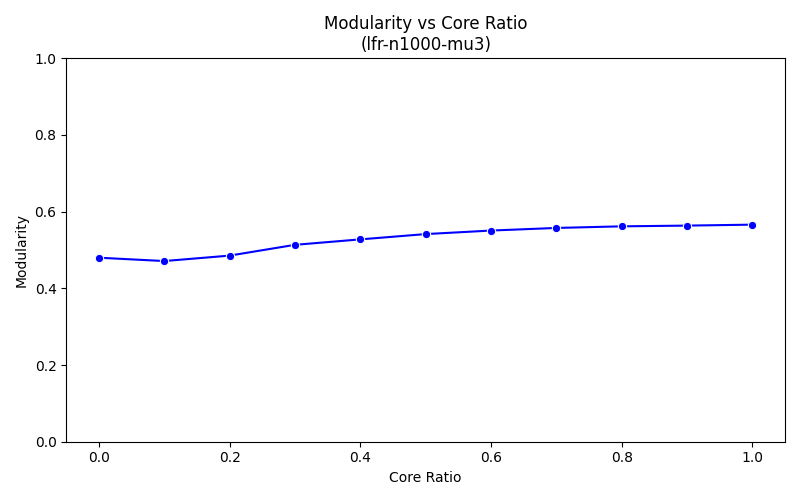 Modularity vs Core Ratio
(lfr-n1000-mu3)
1.0
0.8
0.6
0.4
0.2
0.0
Modularity
0.0 0.2 0.4 0.6 0.8 1.0
Core Ratio